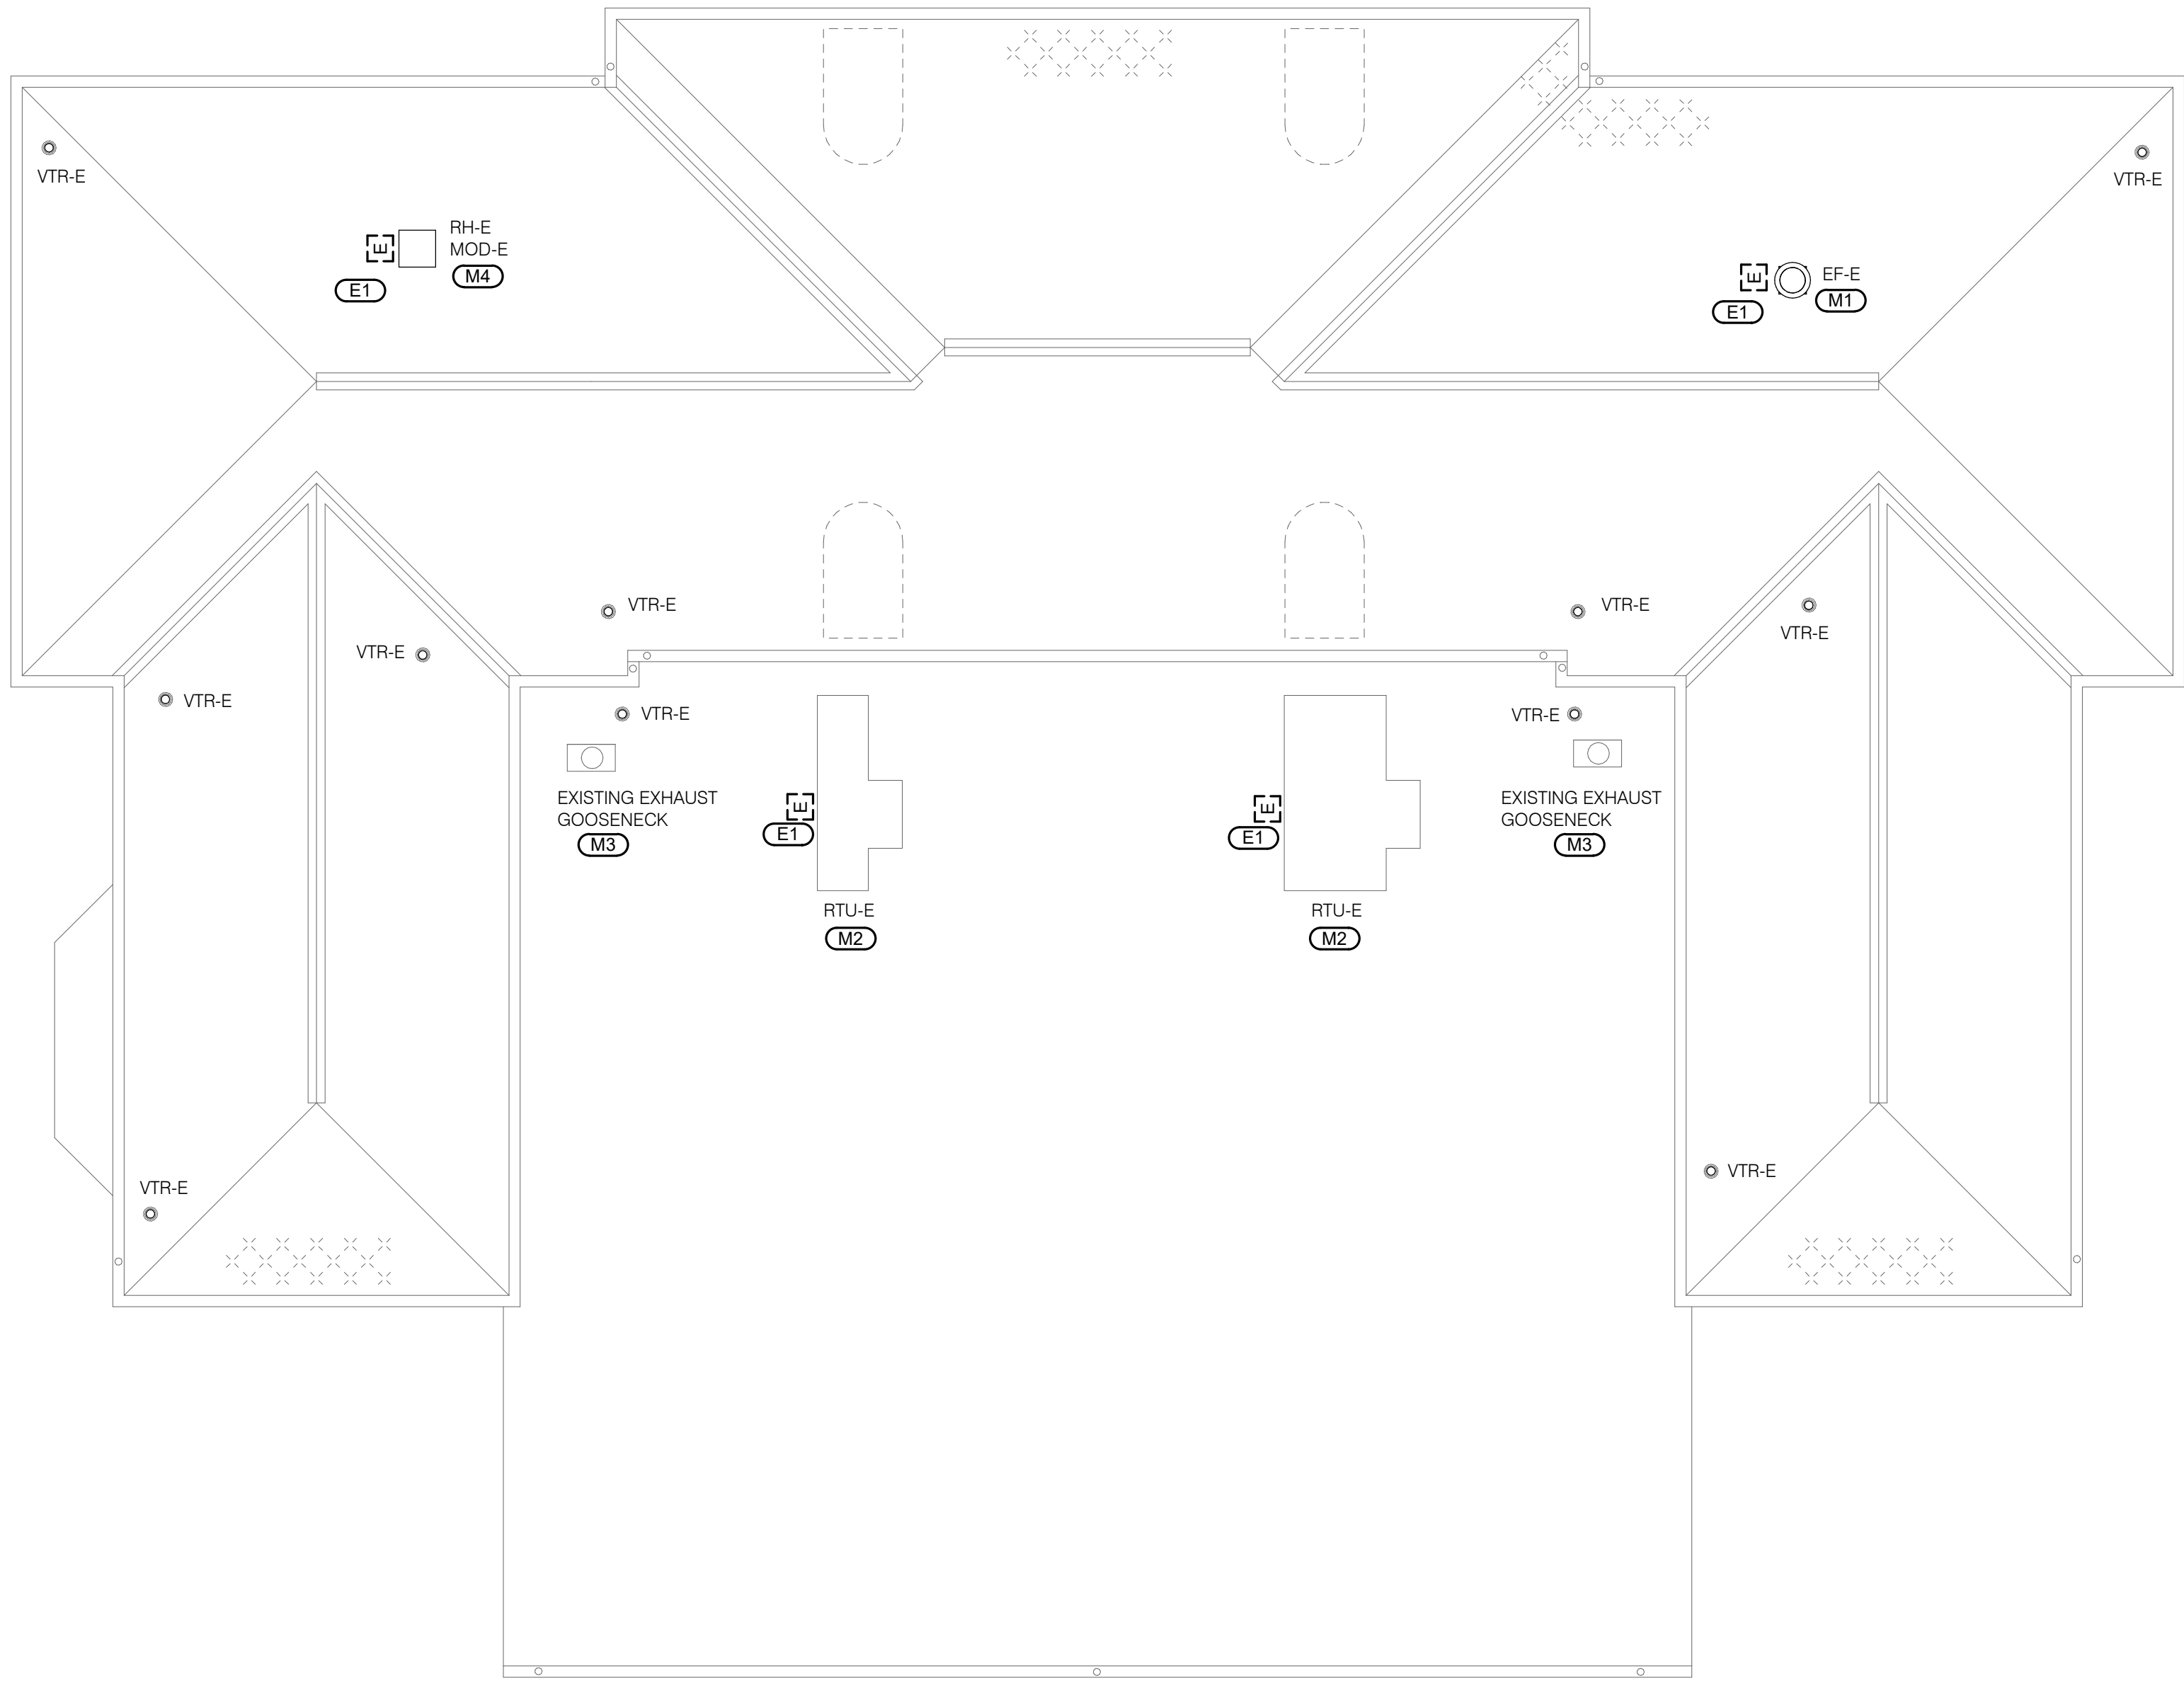 VTR-E
VTR-E
RH-E
MOD-E
E
M4
E1
E
EF-E
M1
E1
VTR-E
VTR-E
VTR-E
VTR-E
VTR-E
VTR-E
VTR-E
EXISTING EXHAUST
GOOSENECK
M3
E
E1
E
E1
EXISTING EXHAUST
GOOSENECK
M3
RTU-E
M2
RTU-E
M2
VTR-E
VTR-E
VTR-E